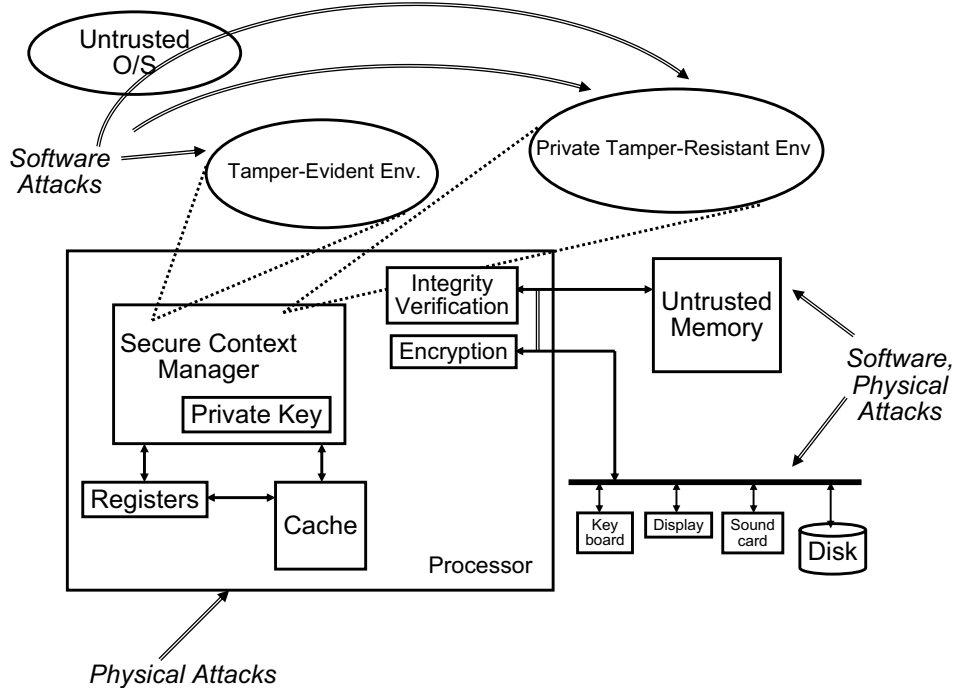 Untrusted
O/S
Software
Attacks
Tamper-Evident Env.
Private Tamper-Resistant Env
Integrity
Verification
Encryption
Untrusted
Memory
Secure Context
Manager
Private Key
Registers
Cache
Processor
Software,
Physical
Attacks
Key
board
Display
Sound
card
Disk
Physical Attacks